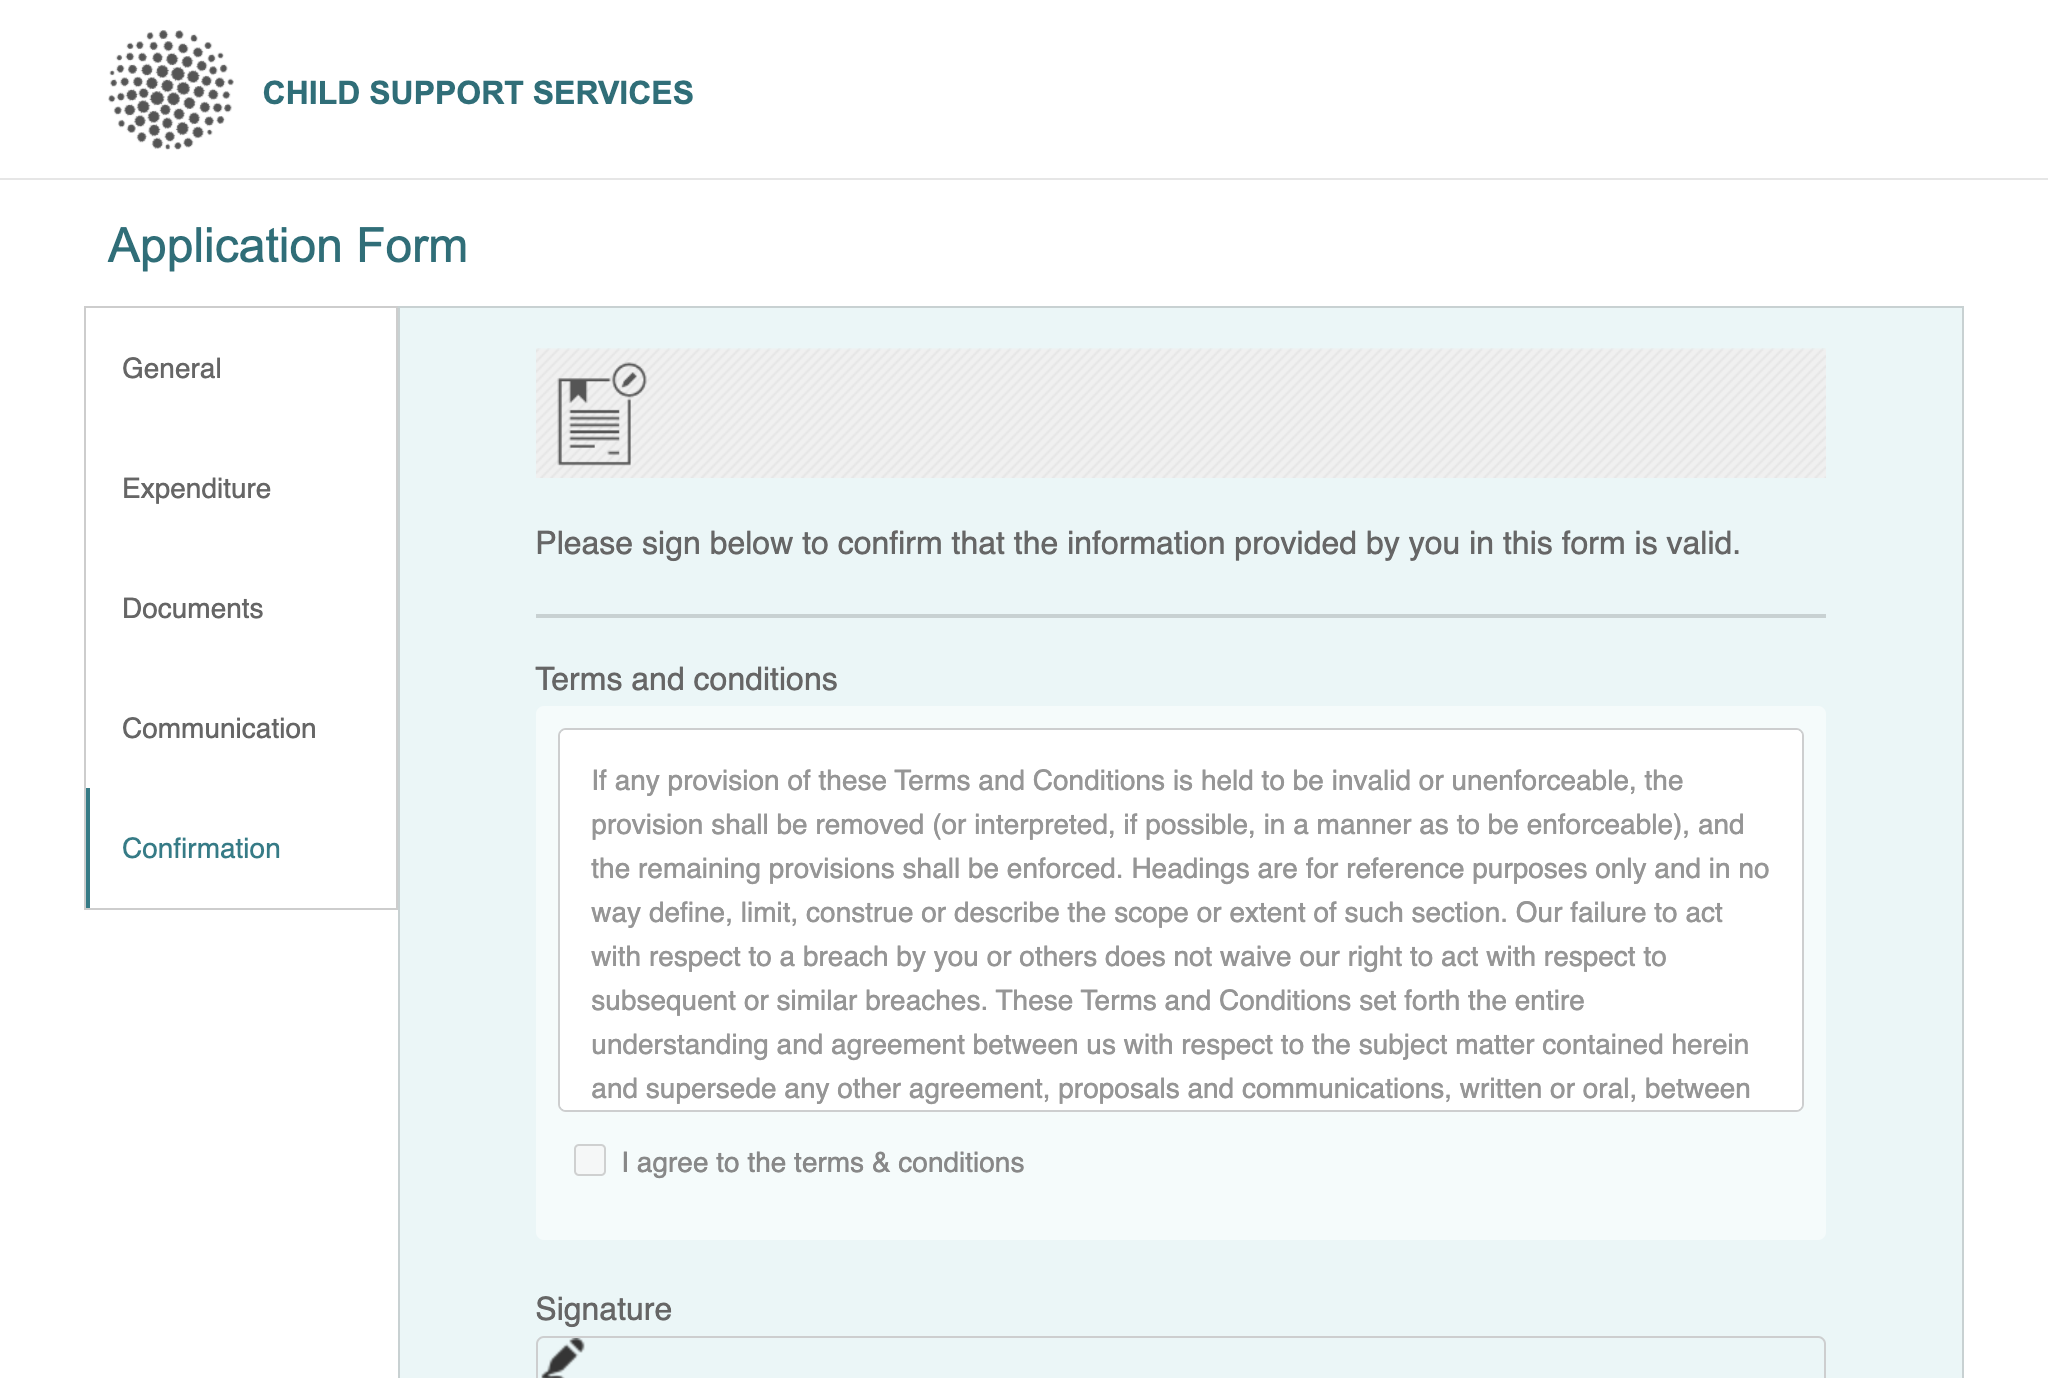 CHILD SUPPORT SERVICES
Application Form
General
Expenditure
Documents
Communication
Confirmation
Please sign below to confirm that the information provided by you in this form is valid.
Terms and conditions
If any provision of these Terms and Conditions is held to be invalid or unenforceable, the
provision shall be removed (or interpreted, if possible, in a manner as to be enforceable), and
the remaining provisions shall be enforced. Headings are for reference purposes only and in no
way define, limit, construe or describe the scope or extent of such section. Our failure to act
with respect to a breach by you or others does not waive our right to act with respect to
subsequent or similar breaches. These Terms and Conditions set forth the entire
understanding and agreement between us with respect to the subject matter contained herein
and supersede any other agreement, proposals and communications, written or oral, between
I agree to the terms & conditions
Signature